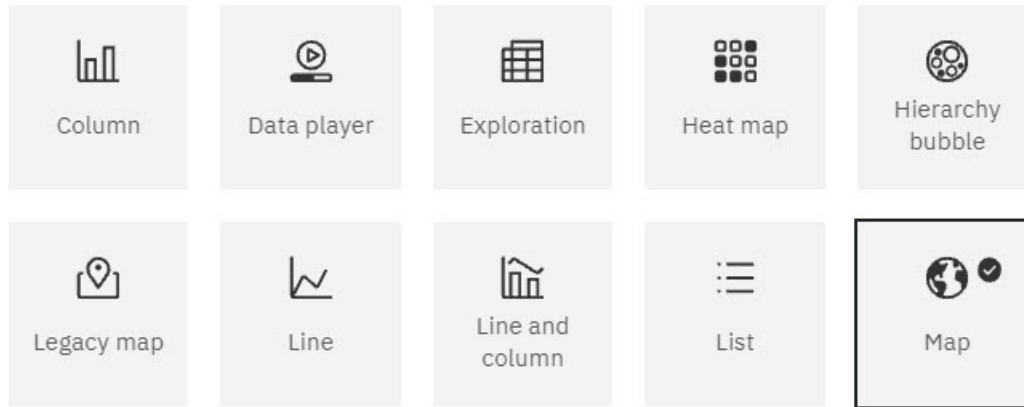 Column
Data player
Exploration
Heat map
Hierarchy
bubble
Legacy map
Line
Line and
column
List
Map